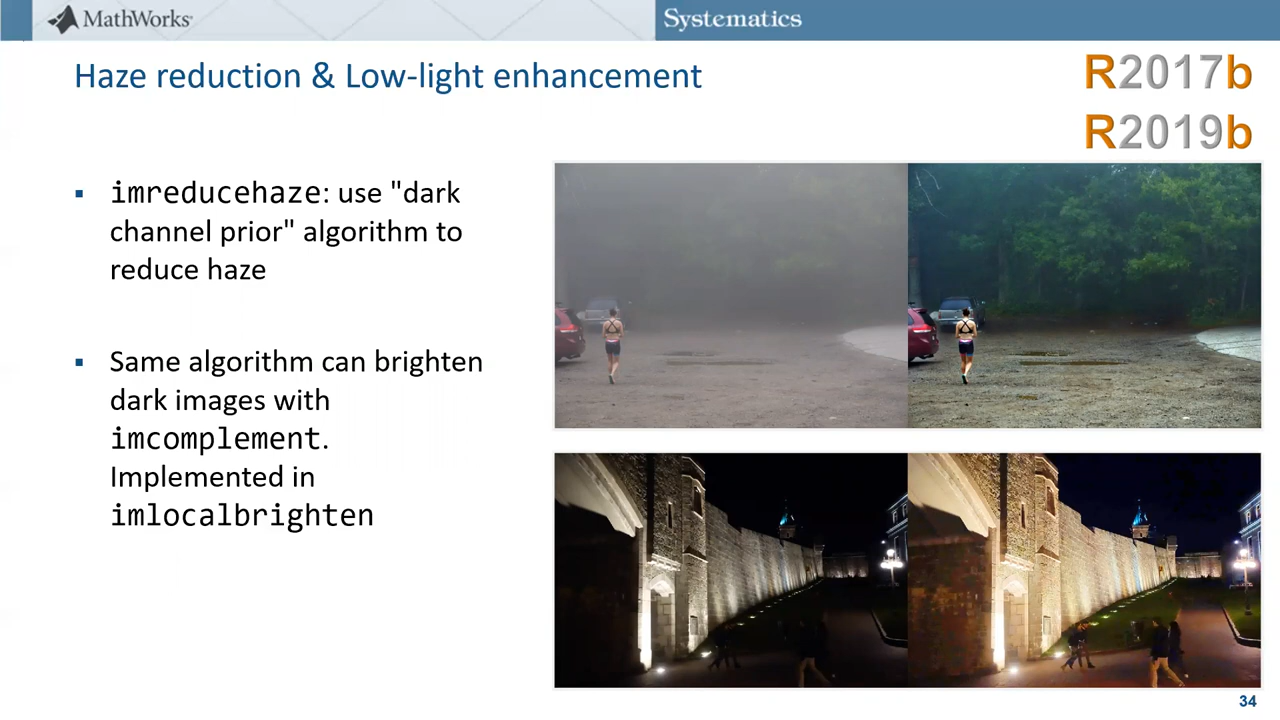 MathWorks
Systematics
Haze reduction & Low-light enhancement
R2017b
R2019b
▪ imreducehaze: use "dark
channel prior" algorithm to
reduce haze
▪ Same algorithm can brighten
dark images with
imcomplement.
Implemented in
imlocalbrighten
34